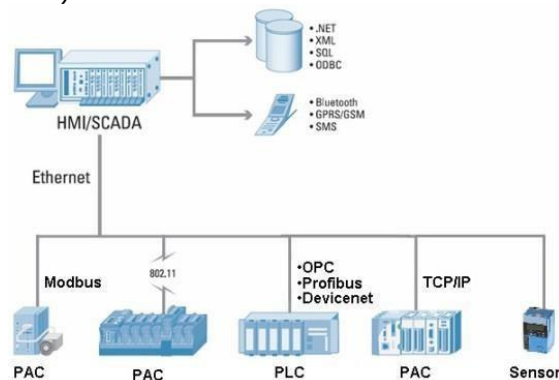 )
• .NET
• XML
• SQL
• ODBC
HMI/SCADA
• Bluetooth
• GPRS/GSM
• SMS
Ethernet
Modbus
802.11
•OPC
•Profibus
•Devicenet
TCP/IP
PAC
PAC
PLC
PAC
Sensor